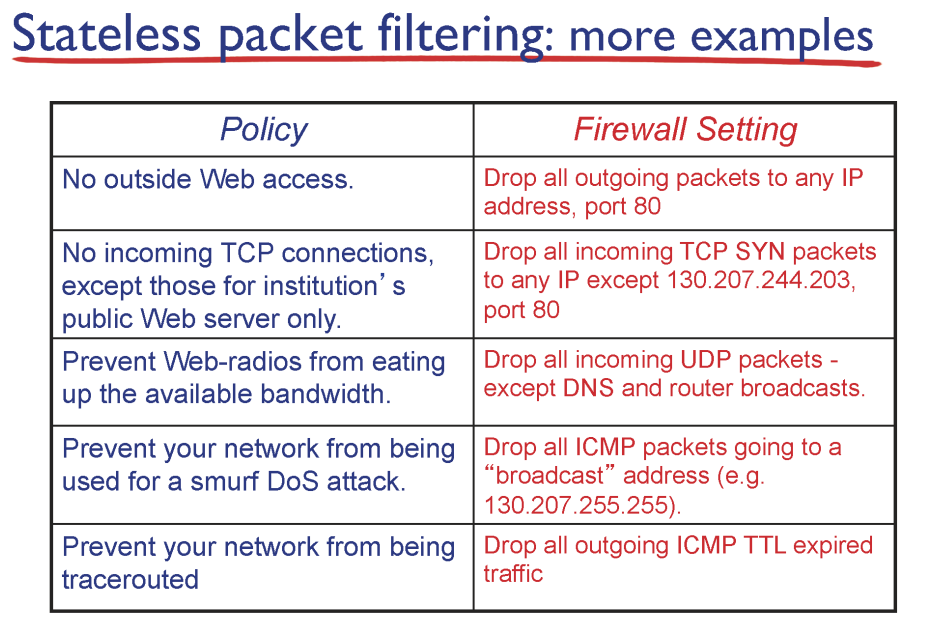 Stateless packet filtering: more examples
Policy
Firewall Setting
No outside Web access.
Drop all outgoing packets to any IP
address, port 80
No incoming TCP connections,
except those for institution’s
public Web server only.
Drop all incoming TCP SYN packets
to any IP except 130.207.244.203,
port 80
Prevent Web-radios from eating
up the available bandwidth.
Drop all incoming UDP packets -
except DNS and router broadcasts.
Prevent your network from being
used for a smurf DoS attack.
Drop all ICMP packets going to a
“broadcast” address (e.g.
130.207.255.255).
Prevent your network from being
tracerouted
Drop all outgoing ICMP TTL expired
traffic